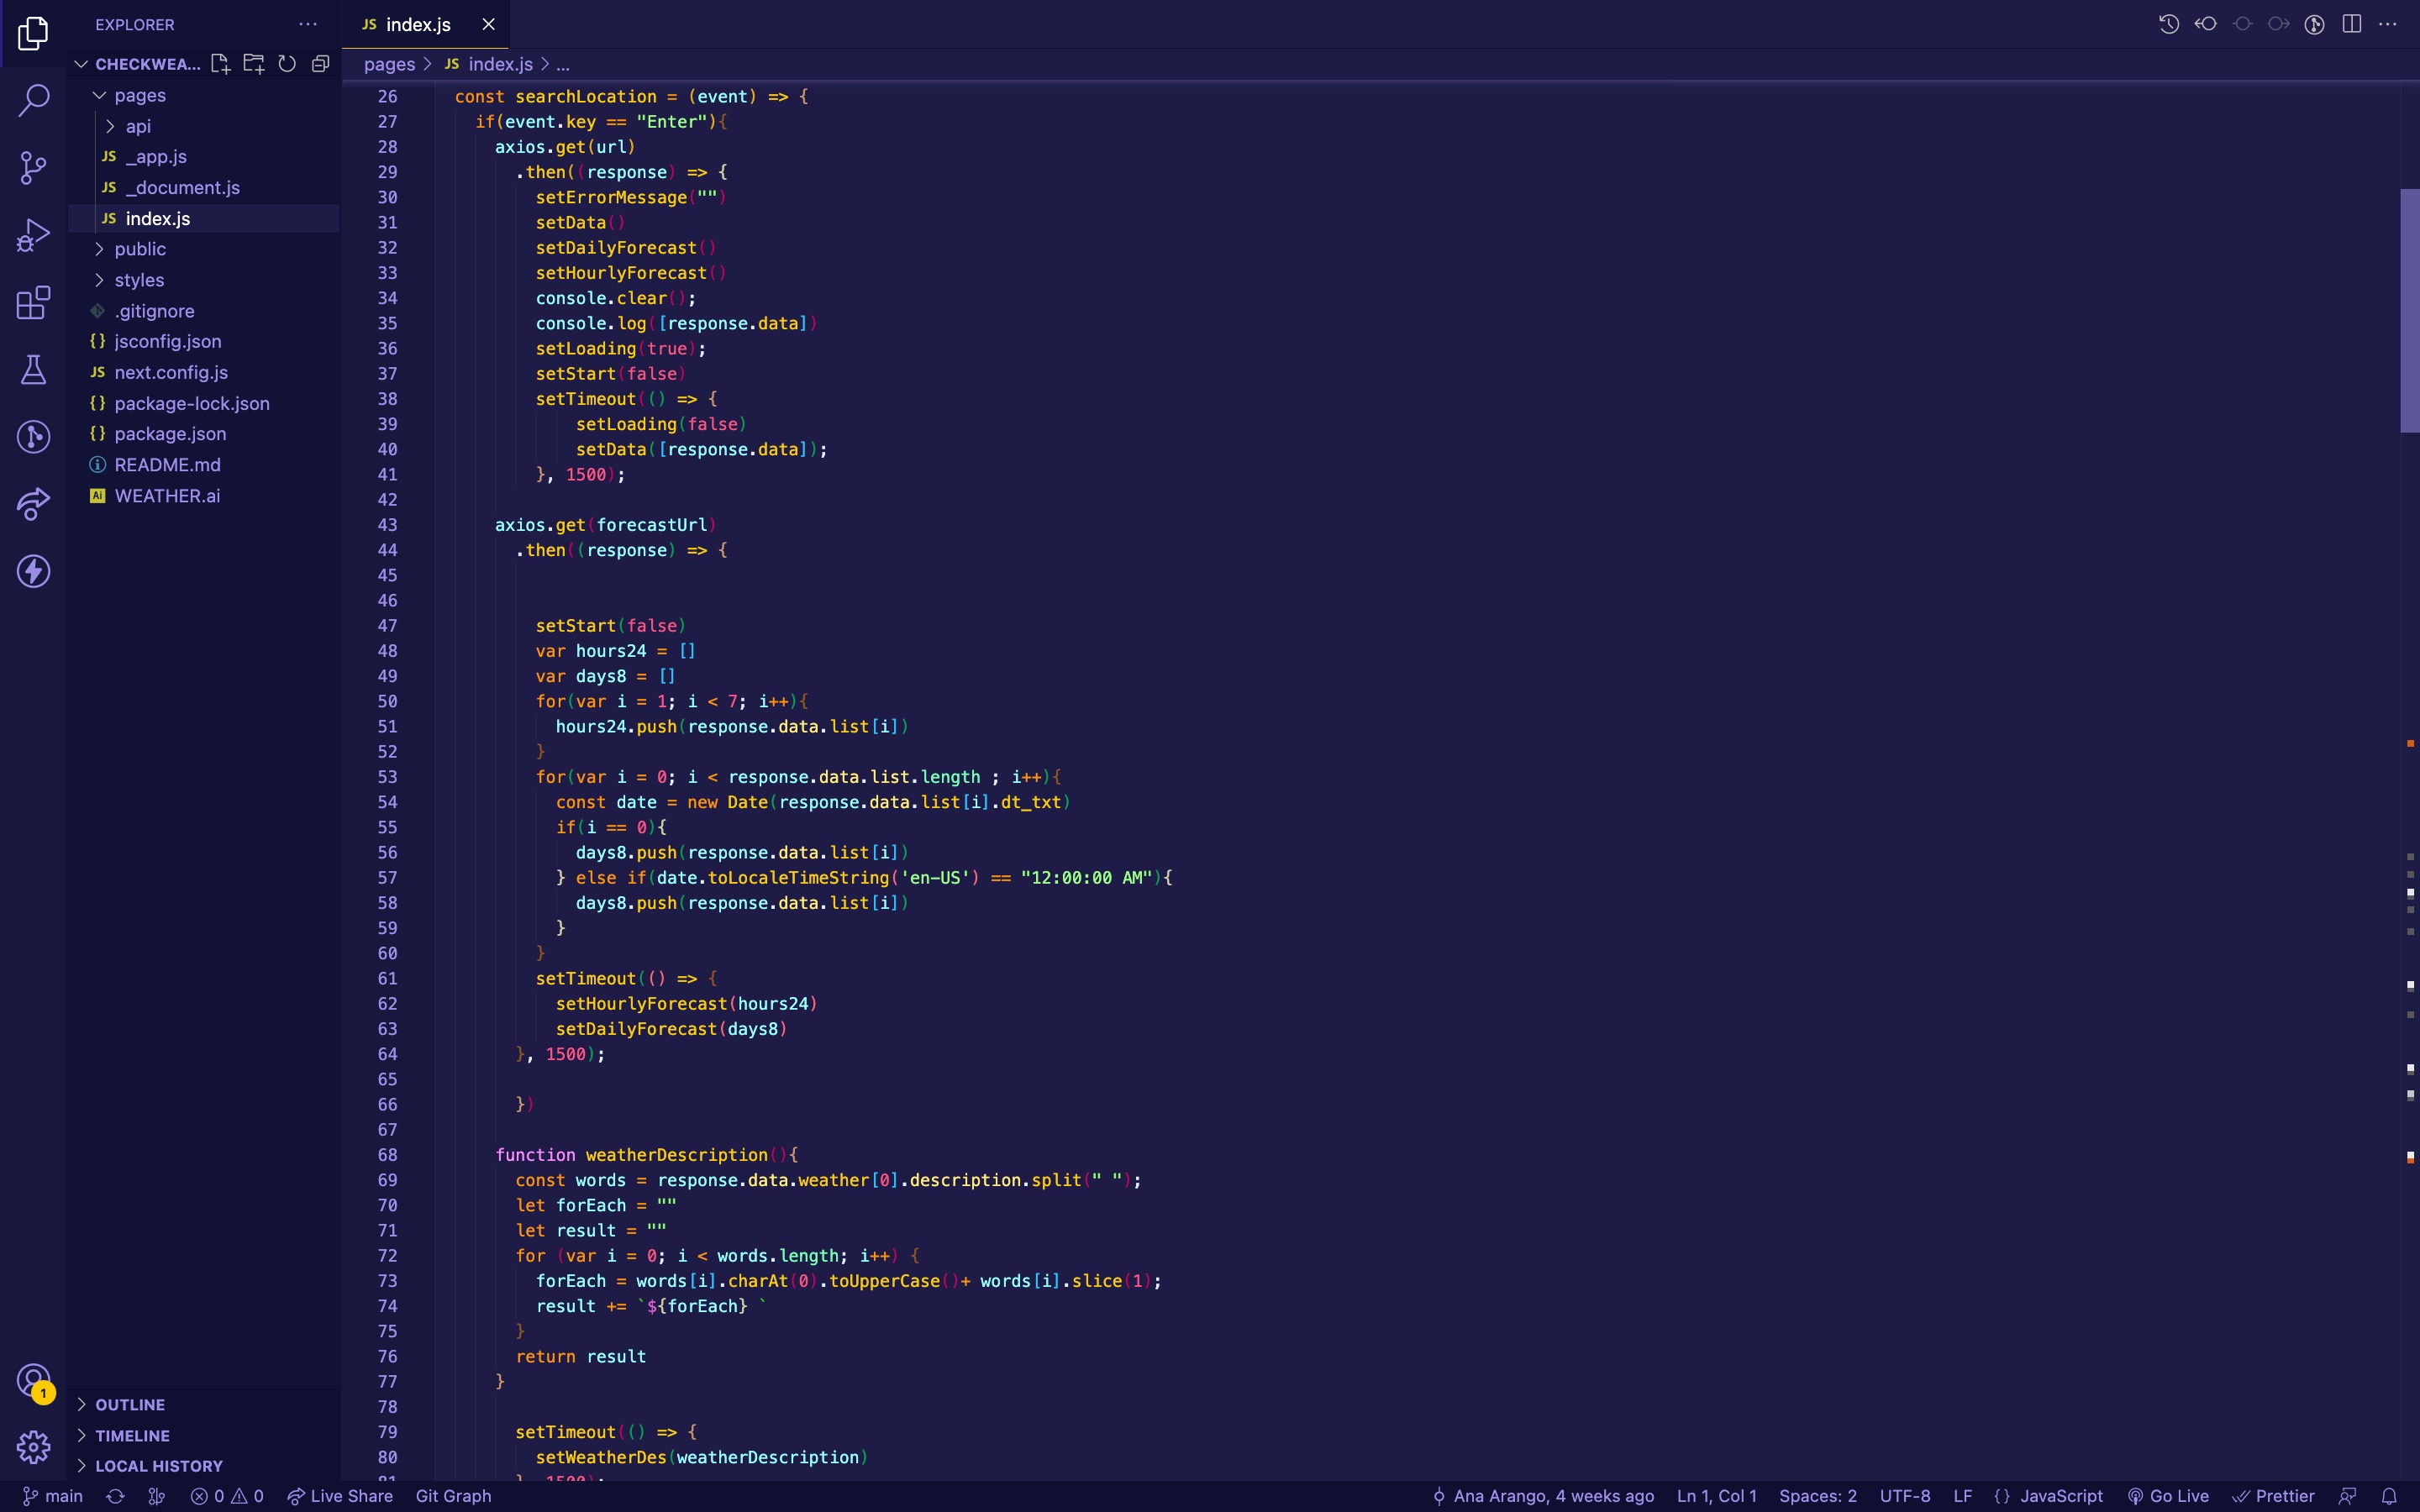 EXPLORER
CHECKWEA...
pages
api
JS _app.js
JS _document.js
JS index.js
public
styles
.gitignore
{} jsconfig.json
JS next.config.js
{} package-lock.json
{} package.json
README.md
Ai WEATHER.ai
OUTLINE
TIMELINE
LOCAL HISTORY
1
JS index.js
pages > JS index.js > ...
26 const searchLocation = (event) => {
27 if(event.key == "Enter"){
28 axios.get(url)
29 .then((response) => {
30 setErrorMessage("")
31 setData()
32 setDailyForecast()
33 setHourlyForecast()
34 console.clear();
35 console.log([response.data])
36 setLoading(true);
37 setStart(false)
38 setTimeout(() => {
39 setLoading(false)
40 setData([response.data]);
41 }, 1500);
42
43 axios.get(forecastUrl)
44 .then((response) => {
45
46
47 setStart(false)
48 var hours24 = []
49 var days8 = []
50 for(var i = 1; i < 7; i++){
51 hours24.push(response.data.list[i])
52 }
53 for(var i = 0; i < response.data.list.length ; i++){
54 const date = new Date(response.data.list[i].dt_txt)
55 if(i == 0){
56 days8.push(response.data.list[i])
57 } else if(date.toLocaleTimeString('en-US') == "12:00:00 AM"){
58 days8.push(response.data.list[i])
59 }
60 }
61 setTimeout(() => {
62 setHourlyForecast(hours24)
63 setDailyForecast(days8)
64 }, 1500);
65
66 })
67
68 function weatherDescription(){
69 const words = response.data.weather[0].description.split(" ");
70 let forEach = ""
71 let result = ""
72 for (var i = 0; i < words.length; i++) {
73 forEach = words[i].charAt(0).toUpperCase()+ words[i].slice(1);
74 result += `${forEach} `
75 }
76 return result
77 }
78
79 setTimeout(() => {
80 setWeatherDes(weatherDescription)
81 }, 1500);
main 0 0 Live Share Git Graph Ana Arango, 4 weeks ago Ln 1, Col 1 Spaces: 2 UTF-8 LF {} JavaScript Go Live Prettier